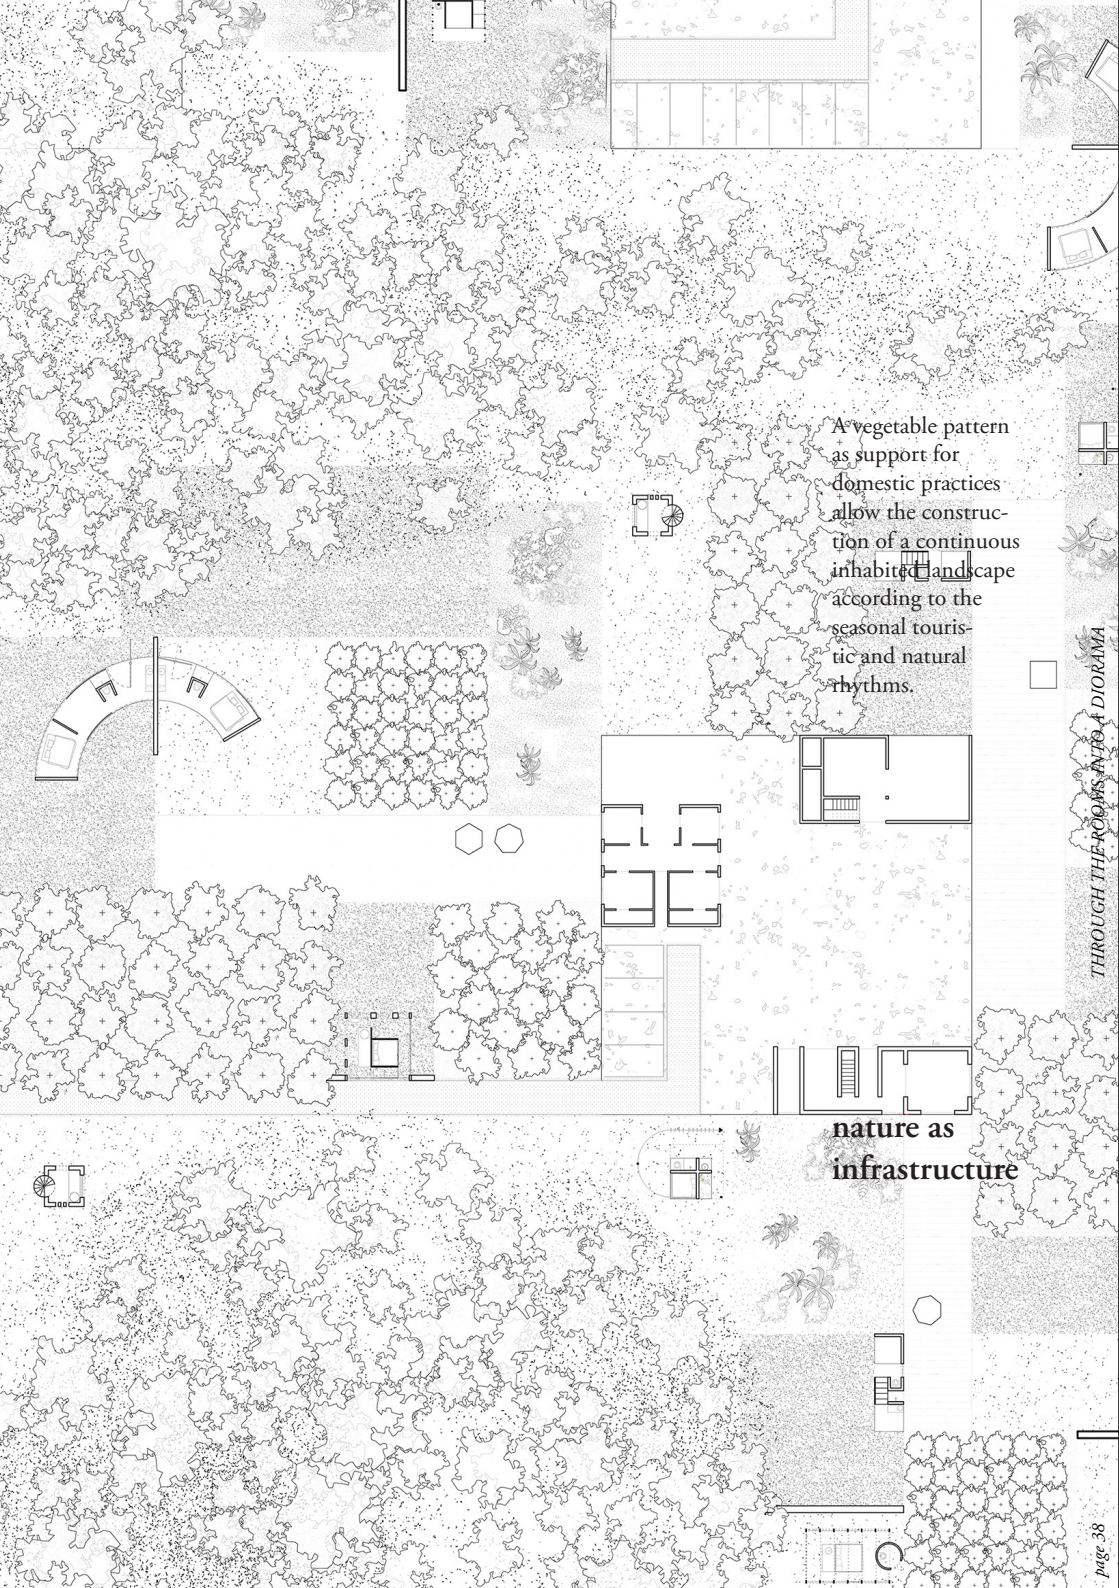 A vegetable pattern
as support for
domestic practices
allow the construc-
tion of a continuous
inhabited landscape
according to the
seasonal touris-
tic and natural
rhythms.
THROUGH THE ROOMS INTO A DIORAMA
nature as
infrastructure
page 38